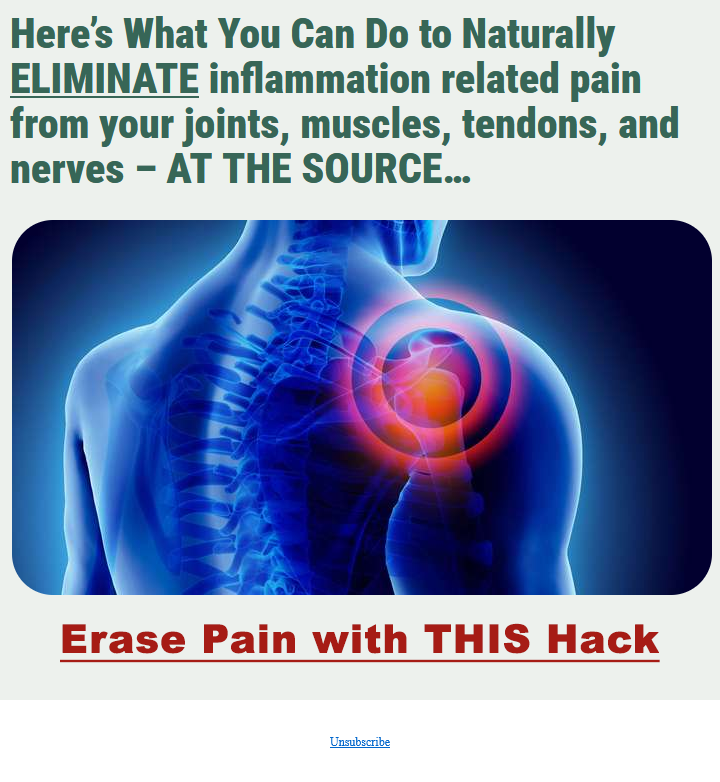 Here’s What You Can Do to Naturally
ELIMINATE inflammation related pain
from your joints, muscles, tendons, and
nerves – AT THE SOURCE...
Erase Pain with THIS Hack
Unsubscribe